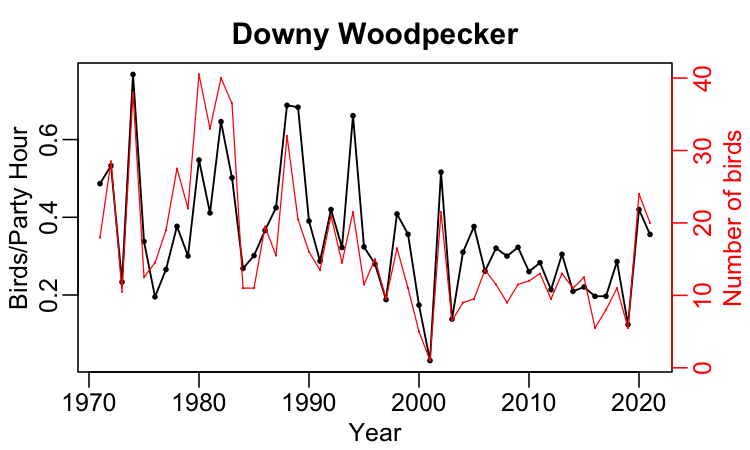 Downy Woodpecker
Birds/Party Hour
0.2 0.4 0.6
0 10 20 30 40
Number of birds
1970 1980 1990 2000 2010 2020
Year